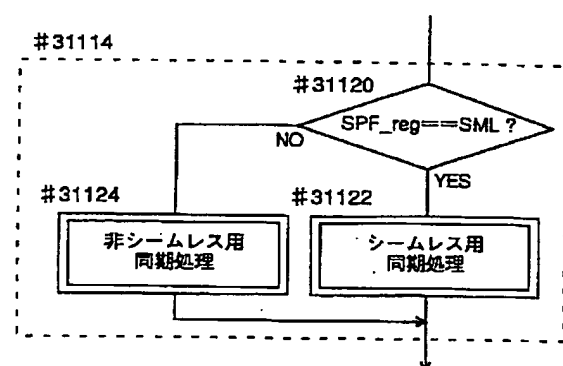 #31114
#31120
SPF_reg==SML ?
NO
YES
#31124
#31122
非シームレス用
同期処理
シームレス用
同期処理